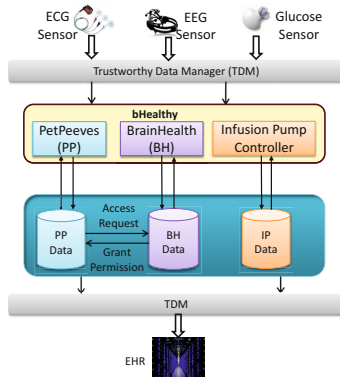 ECG Sensor
EEG Sensor
Glucose Sensor
Trustworthy Data Manager (TDM)
bHealthy
PetPeeves (PP)
BrainHealth (BH)
Infusion Pump Controller
Access Request
PP Data
BH Data
IP Data
Grant Permission
TDM
EHR